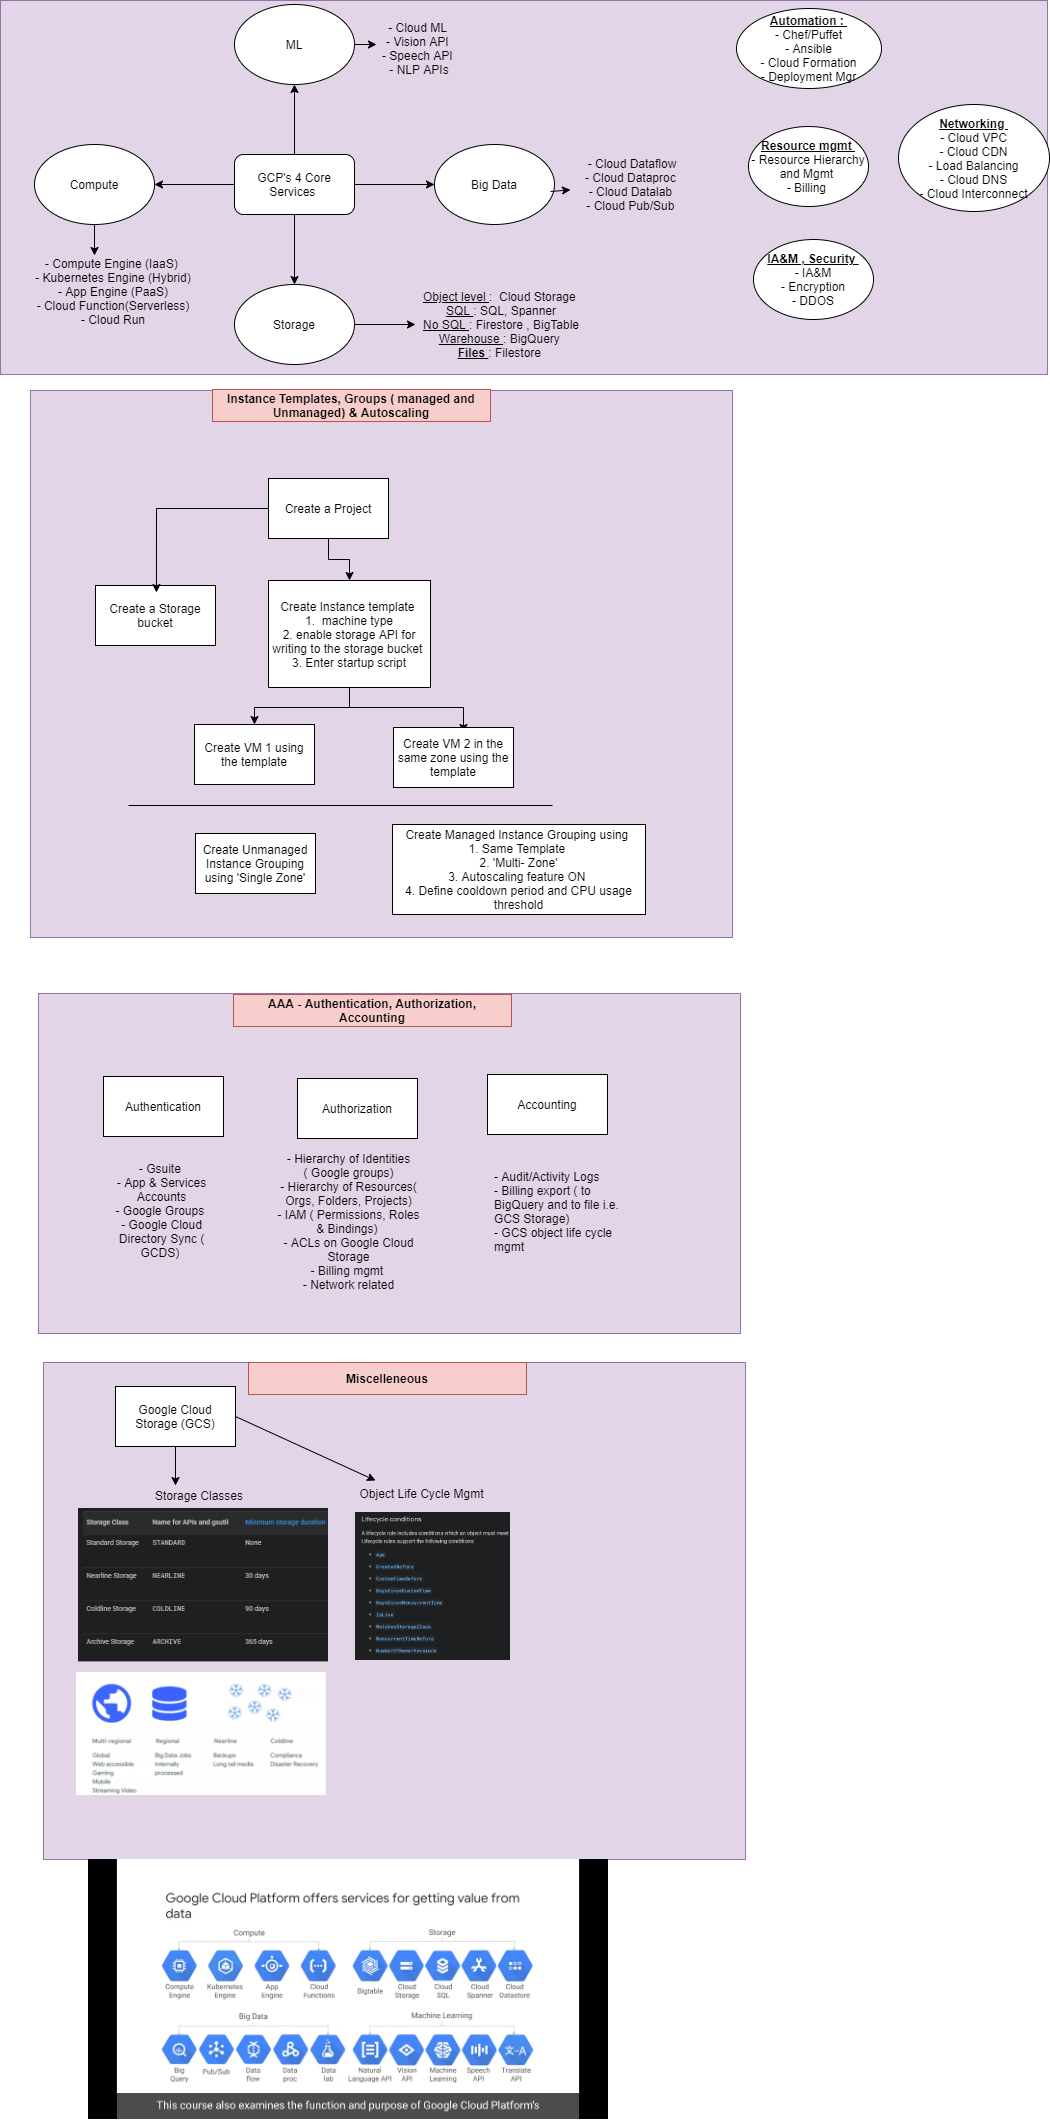 ML
- Cloud ML
- Vision API
- Speech API
- NLP APIs
Automation :
- Chef/Puffet
- Ansible
- Cloud Formation
- Deployment Mgr
Networking
- Cloud VPC
- Cloud CDN
- Load Balancing
- Cloud DNS
- Cloud Interconnect
Resource mgmt
- Resource Hierarchy
and Mgmt
- Billing
Compute
GCP's 4 Core
Services
Big Data
- Cloud Dataflow
- Cloud Dataproc
- Cloud Datalab
- Cloud Pub/Sub
IA&M , Security
- IA&M
- Encryption
- DDOS
- Compute Engine (IaaS)
- Kubernetes Engine (Hybrid)
- App Engine (PaaS)
- Cloud Function(Serverless)
- Cloud Run
Storage
Object level : Cloud Storage
SQL : SQL, Spanner
No SQL : Firestore , BigTable
Warehouse : BigQuery
Files : Filestore
Instance Templates, Groups ( managed and
Unmanaged) & Autoscaling
Create a Project
Create a Storage
bucket
Create Instance template
1. machine type
2. enable storage API for
writing to the storage bucket
3. Enter startup script
Create VM 1 using
the template
Create VM 2 in the
same zone using the
template
Create Unmanaged
Instance Grouping
using 'Single Zone'
Create Managed Instance Grouping using
1. Same Template
2. 'Multi- Zone'
3. Autoscaling feature ON
4. Define cooldown period and CPU usage
threshold
AAA - Authentication, Authorization,
Accounting
Authentication
Authorization
Accounting
- Gsuite
- App & Services
Accounts
- Google Groups
- Google Cloud
Directory Sync (
GCDS)
- Hierarchy of Identities
( Google groups)
- Hierarchy of Resources(
Orgs, Folders, Projects)
- IAM ( Permissions, Roles
& Bindings)
- ACLs on Google Cloud
Storage
- Billing mgmt
- Network related
- Audit/Activity Logs
- Billing export ( to
BigQuery and to file i.e.
GCS Storage)
- GCS object life cycle
mgmt
Miscelleneous
Google Cloud
Storage (GCS)
Storage Classes
Object Life Cycle Mgmt
Storage Class Name for APIs and gsutil Minimum storage duration
Standard Storage STANDARD None
Nearline Storage NEARLINE 30 days
Coldline Storage COLDLINE 90 days
Archive Storage ARCHIVE 365 days
Lifecycle conditions
A lifecycle rule includes conditions which an object must meet
Lifecycle rules support the following conditions:
Age
CreatedBefore
CustomTimeBefore
DaysSinceCustomTime
DaysSinceNoncurrentTime
IsLive
MatchesStorageClass
NoncurrentTimeBefore
NumberOfNewerVersions
Multi-regional Regional Nearline Coldline
Global
Web accessible
Gaming
Mobile
Streaming Video
Big Data Jobs
Internally
processed
Backups
Long tail media
Compliance
Disaster Recovery
Google Cloud Platform offers services for getting value from
data
Compute
Storage
Compute
Engine
Kubernetes
Engine
App
Engine
Cloud
Functions
Bigtable
Cloud
Storage
Cloud
SQL
Cloud
Spanner
Cloud
Datastore
Big Data
Machine Learning
Big
Query
Pub/Sub
Data
flow
Data
proc
Data
lab
Natural
Language API
Vision
API
Machine
Learning
Speech
API
Translate
API
This course also examines the function and purpose of Google Cloud Platform's